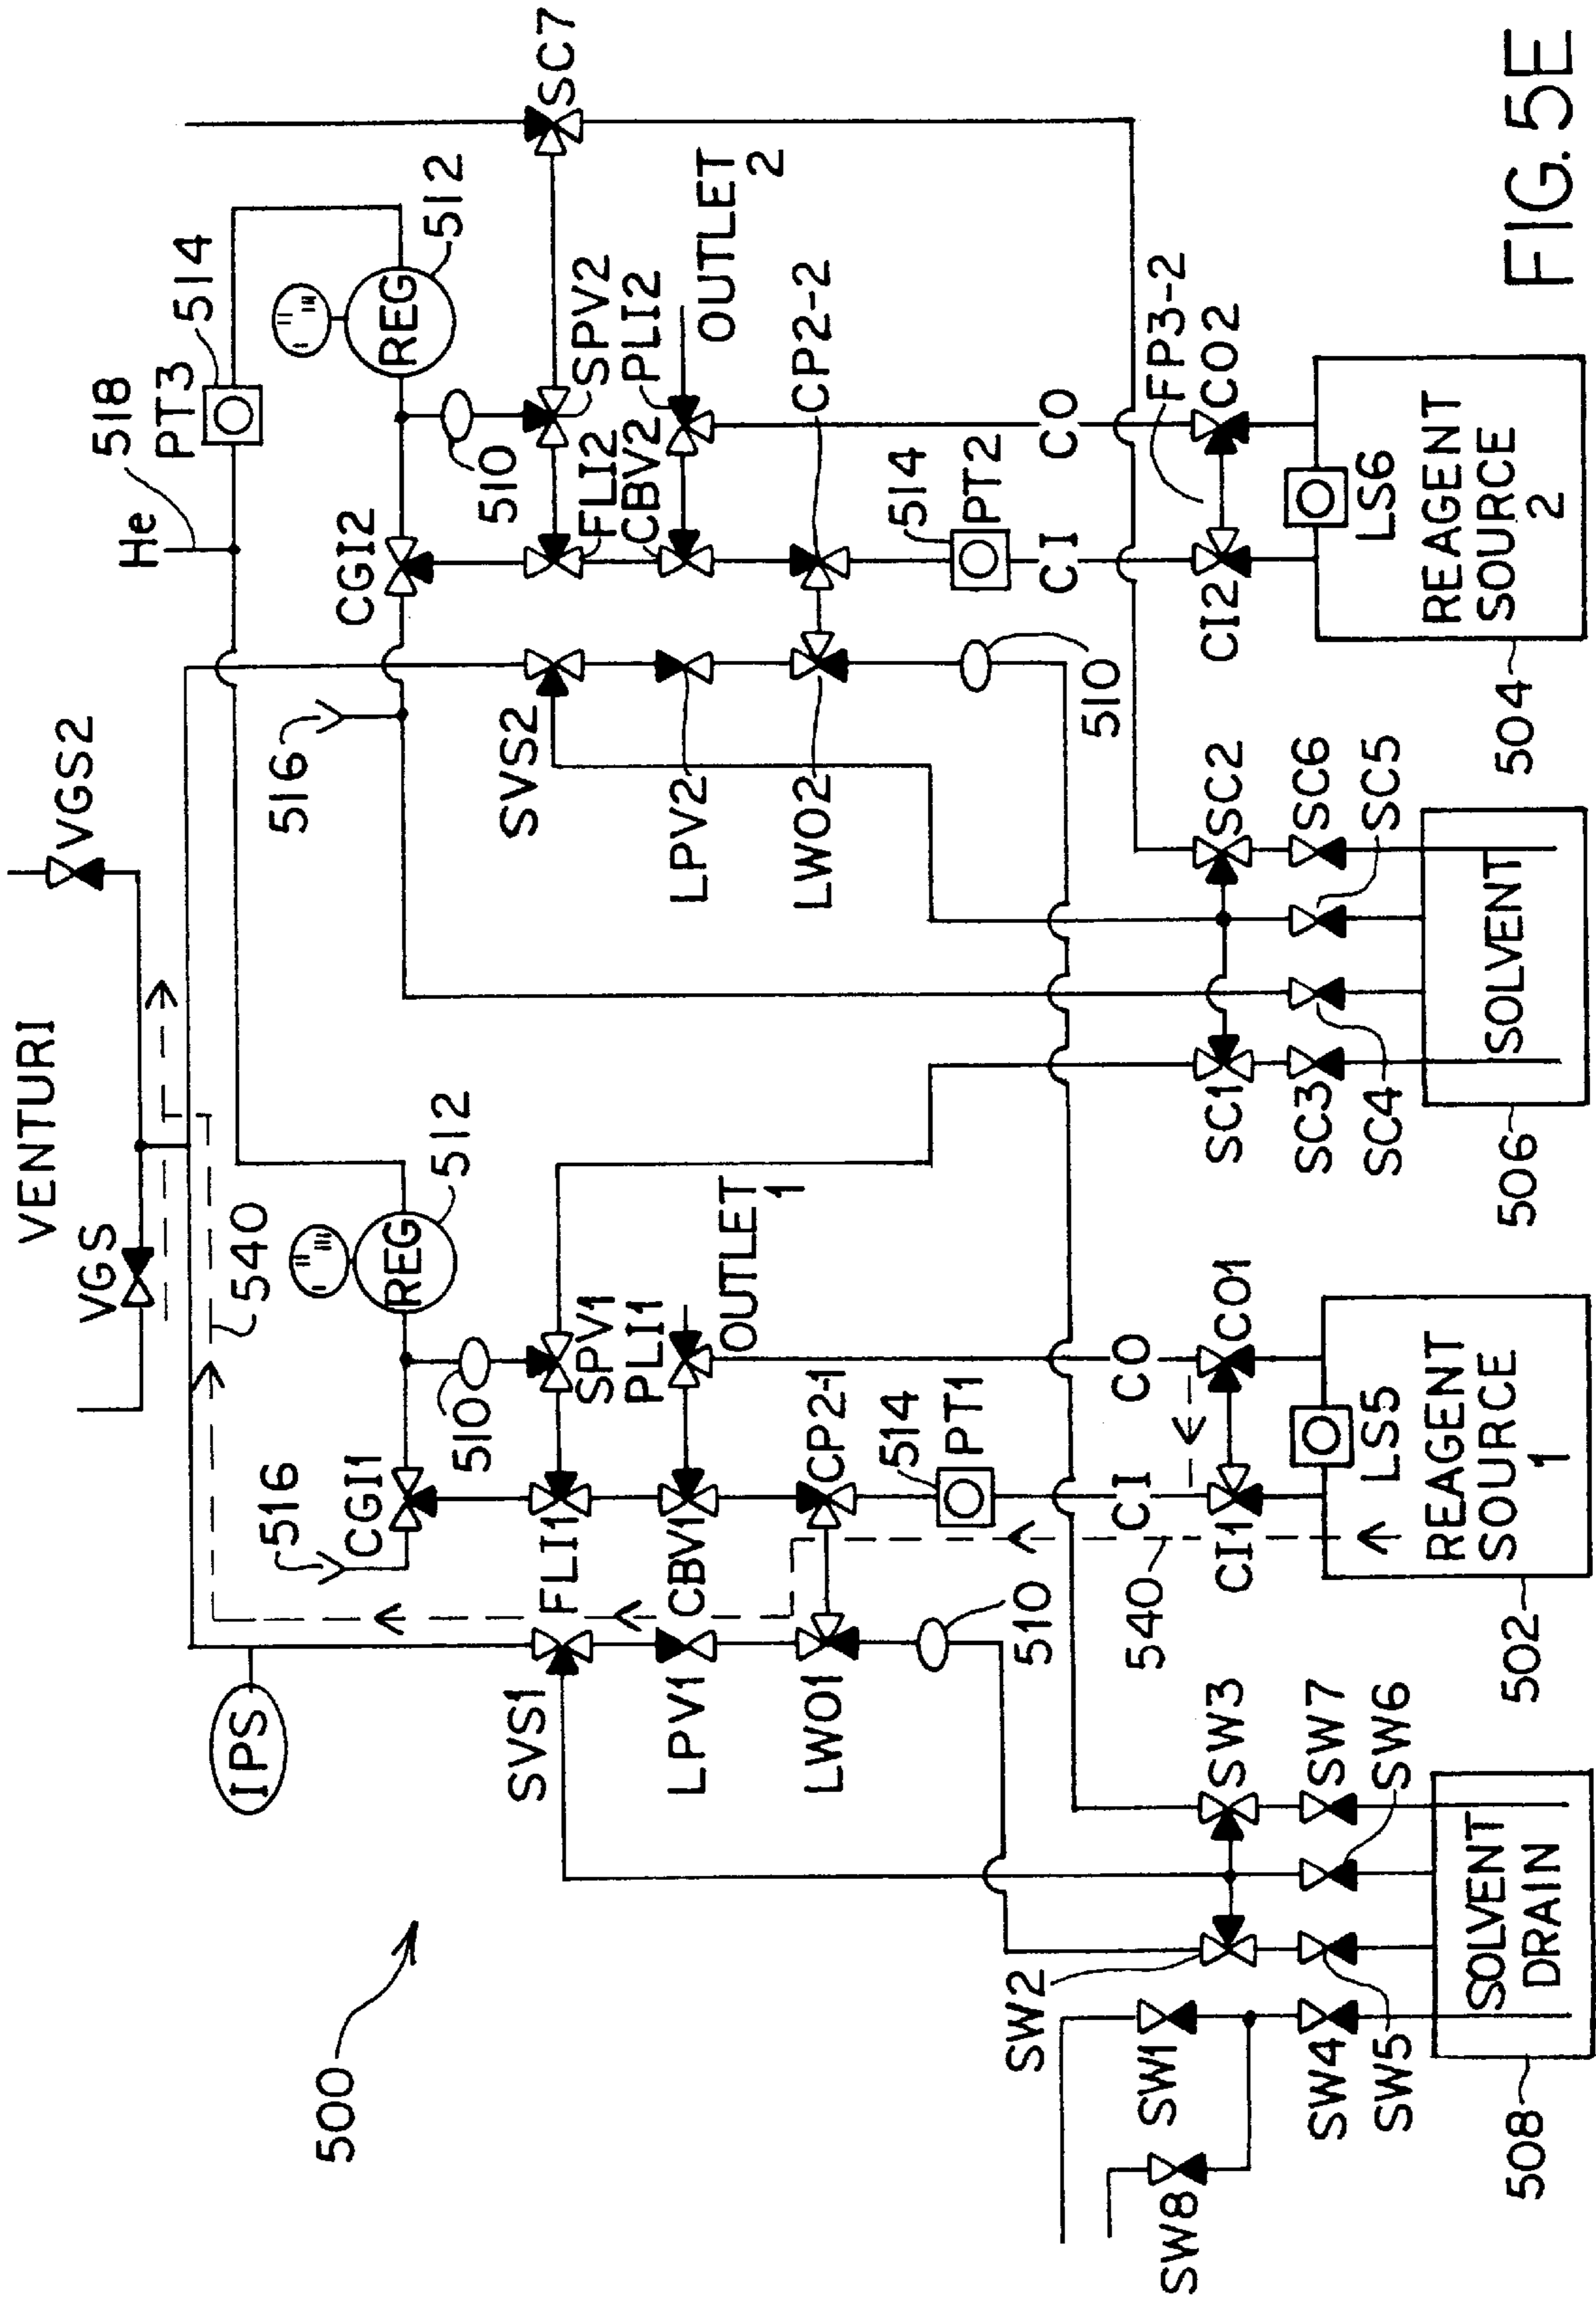 VENTURI
VGS
VGS2
540
IPS
516
CGI1
510
REG
512
He
518
PT3
514
REG
512
516
CGI2
510
SC7
SVS1
FLI1
SPV1
PLI1
OUTLET
1
SVS2
FLI2
CBV2
SPV2
PLI2
OUTLET
2
LPV1
CBV1
LPV2
LWO1
CP2-1
LWO2
CP2-2
510
514
PT1
510
514
PT2
540
CI
CO
CI
CO
FP3-2
SW8
SW1
SW2
SW3
CI1
CO1
SC1
SC2
CI2
CO2
SW4
SW5
SW7
SW6
LS5
SC3
SC4
SC6
SC5
LS6
SOLVENT
DRAIN
508
REAGENT
SOURCE
1
502
SOLVENT
506
REAGENT
SOURCE
2
504
500
FIG. 5E